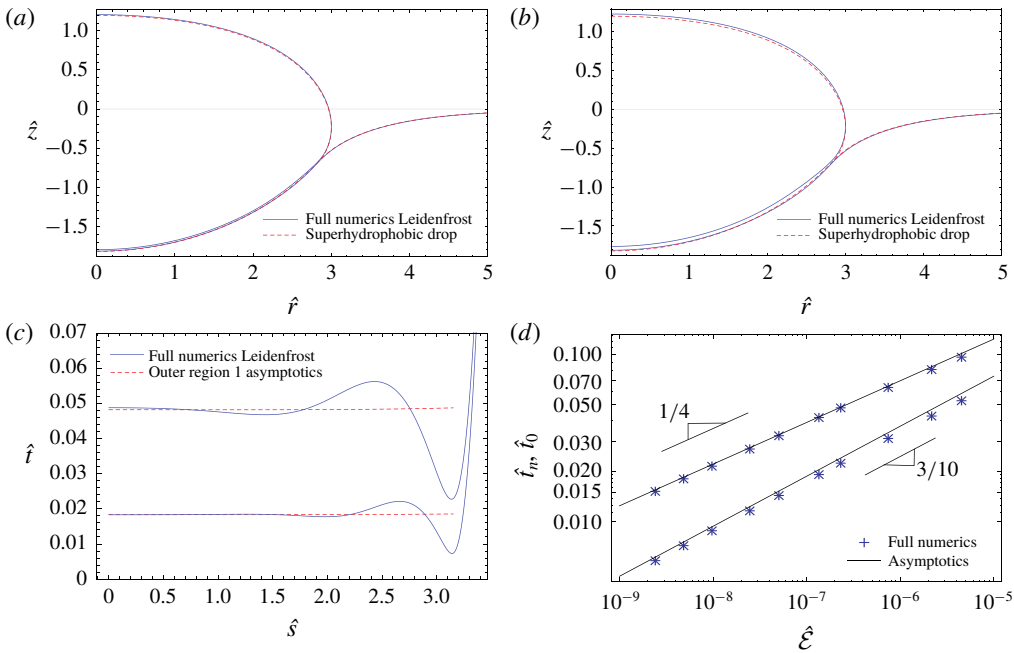 (a)
1.0
0.5
0
−0.5
−1.0
−1.5
ẑ
Full numerics Leidenfrost
Superhydrophobic drop
0 1 2 3 4 5
r̂
(b)
1.0
0.5
0
−0.5
−1.0
−1.5
ẑ
Full numerics Leidenfrost
Superhydrophobic drop
0 1 2 3 4 5
r̂
(c)
0.07
0.06
0.05
0.04
0.03
0.02
0.01
0
t̂
Full numerics Leidenfrost
Outer region 1 asymptotics
0 0.5 1.0 1.5 2.0 2.5 3.0
ŝ
(d)
0.100
0.070
0.050
0.030
0.020
0.015
0.010
t̂ₙ, t̂₀
1/4
3/10
Full numerics
Asymptotics
10⁻⁹ 10⁻⁸ 10⁻⁷ 10⁻⁶ 10⁻⁵
ℰ̂